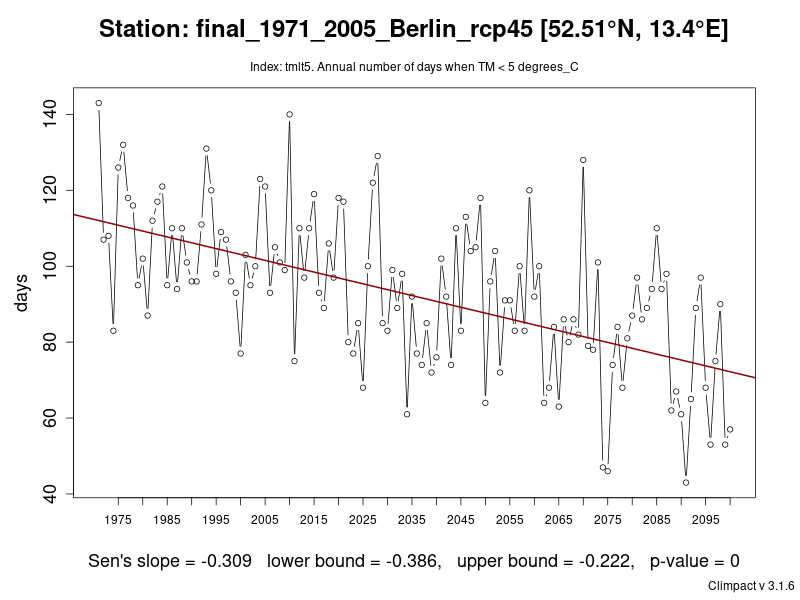 Station: final_1971_2005_Berlin_rcp45 [52.51°N, 13.4°E]
Index: tmlt5. Annual number of days when TM < 5 degrees_C
140
120
100
80
60
40
days
1975 1985 1995 2005 2015 2025 2035 2045 2055 2065 2075 2085 2095
Sen's slope = -0.309 lower bound = -0.386, upper bound = -0.222, p-value = 0
Climpact v 3.1.6